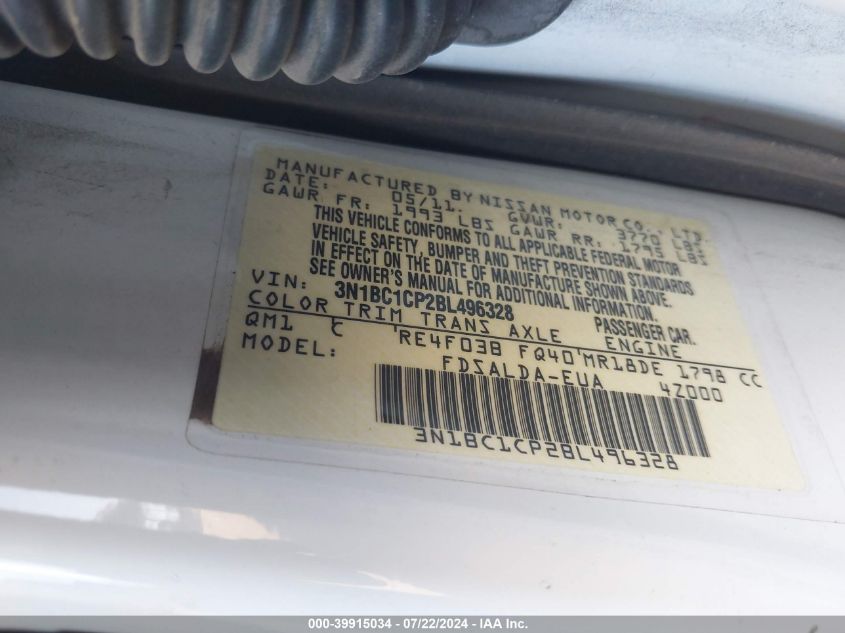 MANUFACTURED BY NISSAN MOTOR CO., LTD.
DATE: 05/11. GVWR: 3770 LBS
GAWR FR: 1993 LBS GAWR RR: 1795 LBS
THIS VEHICLE CONFORMS TO ALL APPLICABLE FEDERAL MOTOR
VEHICLE SAFETY, BUMPER AND THEFT PREVENTION STANDARDS
IN EFFECT ON THE DATE OF MANUFACTURE SHOWN ABOVE.
SEE OWNER'S MANUAL FOR ADDITIONAL INFORMATION.
VIN: 3N1BC1CP2BL496328 PASSENGER CAR.
COLOR TRIM TRANS AXLE ENGINE
QM1 C RE4F03B FQ40 MR18DE 1798 CC
MODEL: FDSALDA-EUA 4Z000
3N1BC1CP2BL496328
000-39915034 - 07/22/2024 - IAA Inc.